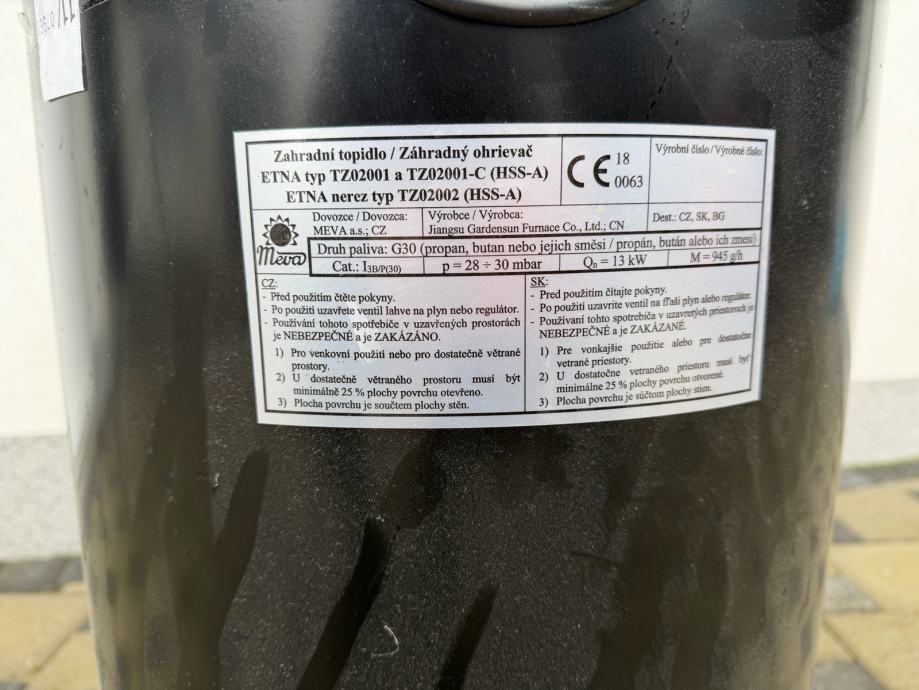 Zahradní topidlo / Záhradný ohrievač
ETNA typ TZ02001 a TZ02001-C (HSS-A)
ETNA nerez typ TZ02002 (HSS-A)
CE 18
0063
Výrobní číslo / Výrobné číslo:
Meva
Dovozce / Dovozca:
MEVA a.s.; CZ
Výrobce / Výrobca:
Jiangsu Gardensun Furnace Co., Ltd.; CN
Dest.: CZ, SK, BG
Druh paliva: G30 (propan, butan nebo jejich směsi / propán, bután alebo ich zmesi)
Cat.: I3B/P(30)
p = 28 ÷ 30 mbar
Qn = 13 kW
M = 945 g/h
CZ:
- Před použitím čtěte pokyny.
- Po použití uzavřete ventil lahve na plyn nebo regulátor.
- Používání tohoto spotřebiče v uzavřených prostorách
je NEBEZPEČNÉ a je ZAKÁZÁNO.
1) Pro venkovní použití nebo pro dostatečně větrané
prostory.
2) U dostatečně větraného prostoru musí být
minimálně 25 % plochy povrchu otevřeno.
3) Plocha povrchu je součtem plochy stěn.
SK:
- Pred použitím čítajte pokyny.
- Po použití uzavrite ventil na fľaši plyn alebo regulátor.
- Používaní tohto spotrebiča v uzavretých priestoroch je
NEBEZPEČNÉ a je ZAKÁZANÉ.
1) Pre vonkajšie použitie alebo pre dostatočne
vetrané priestory.
2) U dostatočne vetraného priestoru musí byť
minimálne 25 % plochy povrchu otvorené.
3) Plocha povrchu je súčtom plochy stien.